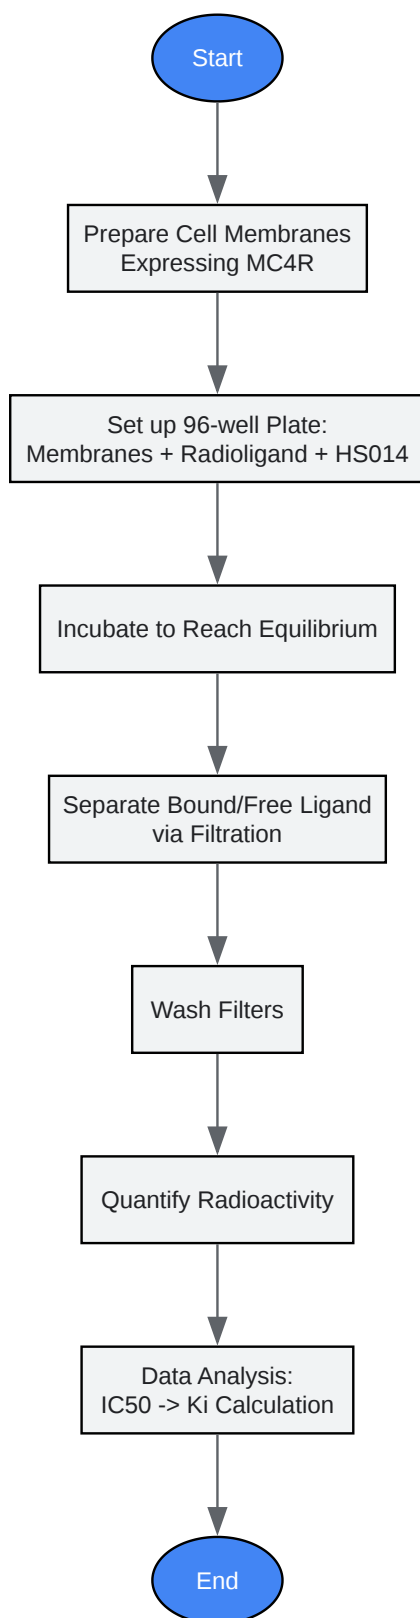 Start
Prepare Cell Membranes
Expressing MC4R
Set up 96-well Plate:
Membranes + Radioligand + HS014
Incubate to Reach Equilibrium
Separate Bound/Free Ligand
via Filtration
Wash Filters
Quantify Radioactivity
Data Analysis:
IC50 -> Ki Calculation
End